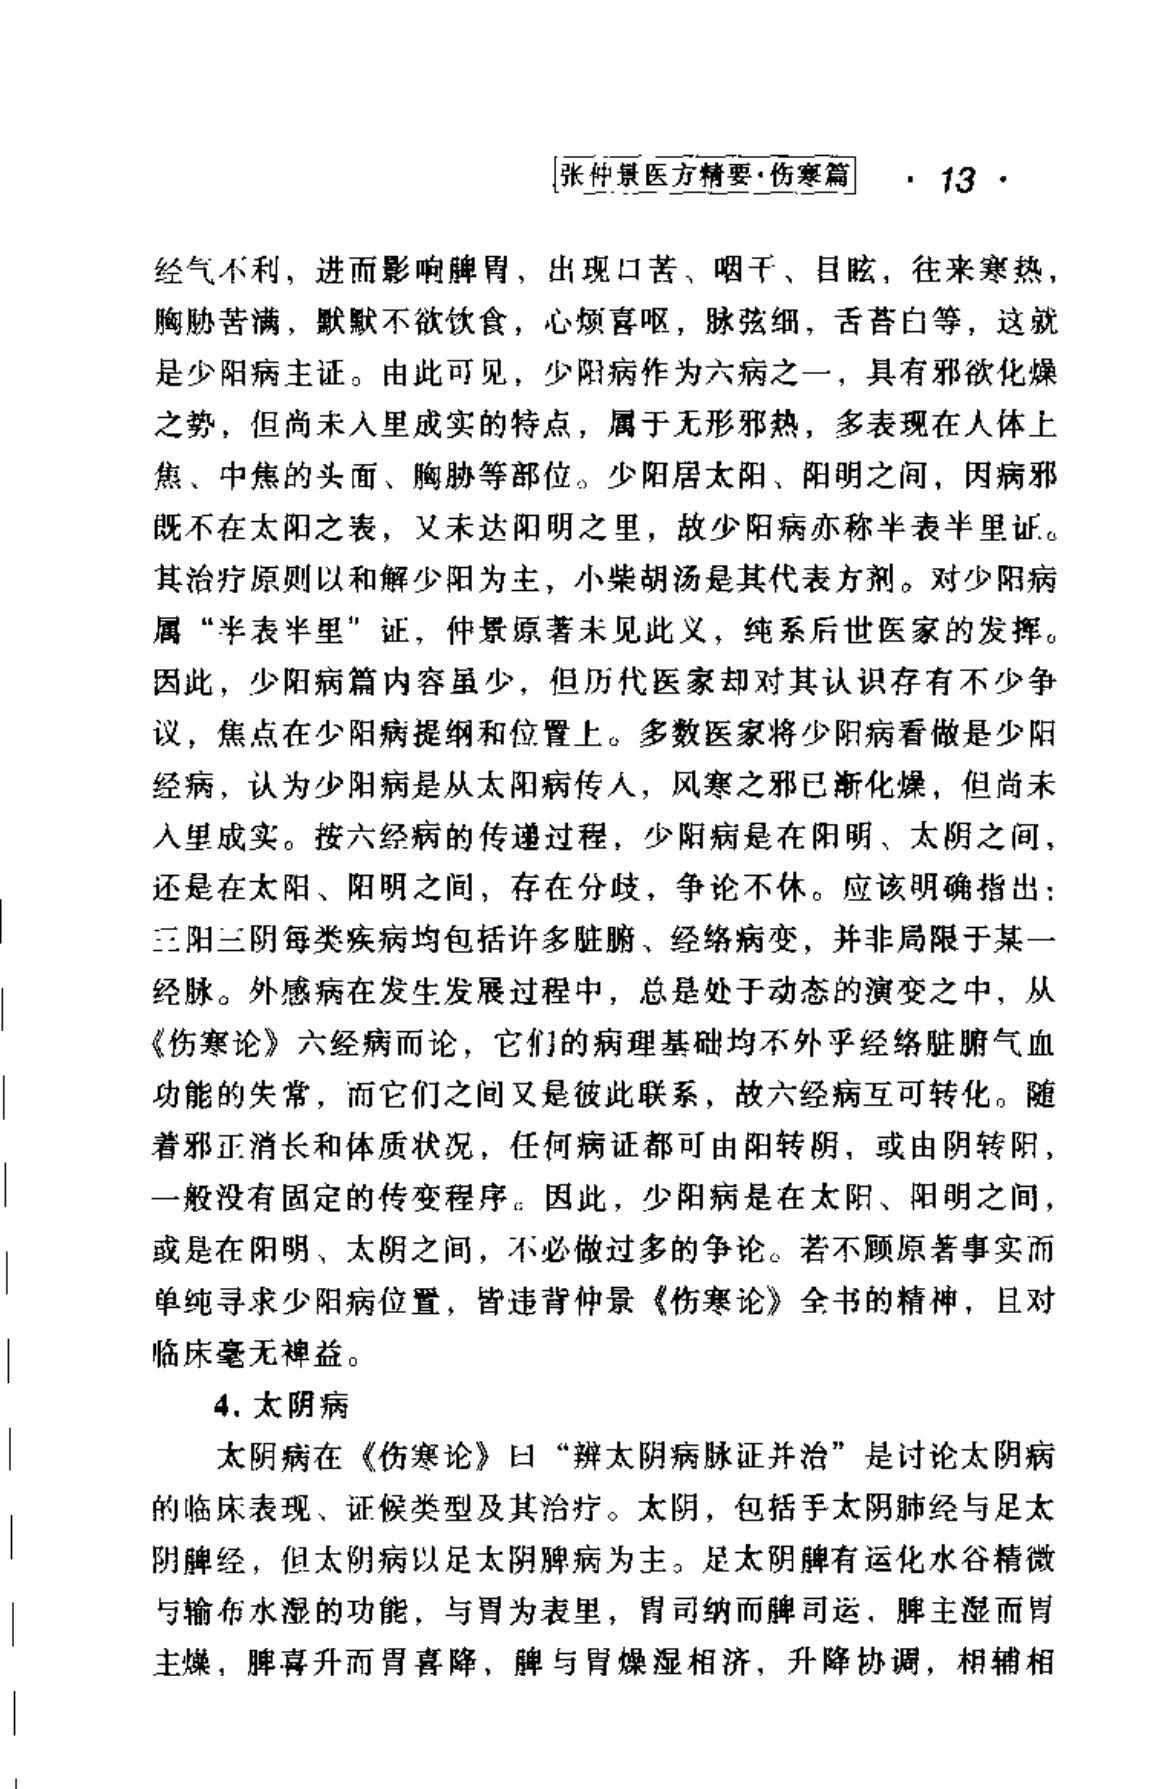 张仲景医方精要·伤寒篇 · 13 ·
经气不利，进而影响脾胃，出现口苦、咽干、目眩，往来寒热，
胸胁苦满，默默不欲饮食，心烦喜呕，脉弦细，舌苔白等，这就
是少阳病主证。由此可见，少阳病作为六病之一，具有邪欲化燥
之势，但尚未入里成实的特点，属于无形邪热，多表现在人体上
焦、中焦的头面、胸胁等部位。少阳居太阳、阳明之间，因病邪
既不在太阳之表，又未达阳明之里，故少阳病亦称半表半里证。
其治疗原则以和解少阳为主，小柴胡汤是其代表方剂。对少阳病
属“半表半里”证，仲景原著未见此义，纯系后世医家的发挥。
因此，少阳病篇内容虽少，但历代医家却对其认识存有不少争
议，焦点在少阳病提纲和位置上。多数医家将少阳病看做是少阳
经病，认为少阳病是从太阳病传入，风寒之邪已渐化燥，但尚未
入里成实。按六经病的传递过程，少阳病是在阳明、太阴之间，
还是在太阳、阳明之间，存在分歧，争论不休。应该明确指出：
三阳三阴每类疾病均包括许多脏腑、经络病变，并非局限于某一
经脉。外感病在发生发展过程中，总是处于动态的演变之中，从
《伤寒论》六经病而论，它们的病理基础均不外乎经络脏腑气血
功能的失常，而它们之间又是彼此联系，故六经病互可转化。随
着邪正消长和体质状况，任何病证都可由阳转阴，或由阴转阳，
一般没有固定的传变程序。因此，少阳病是在太阳、阳明之间，
或是在阳明、太阴之间，不必做过多的争论。若不顾原著事实而
单纯寻求少阳病位置，皆违背仲景《伤寒论》全书的精神，且对
临床毫无裨益。
4. 太阴病
太阴病在《伤寒论》曰“辨太阴病脉证并治”是讨论太阴病
的临床表现、证候类型及其治疗。太阴，包括手太阴肺经与足太
阴脾经，但太阴病以足太阴脾病为主。足太阴脾有运化水谷精微
与输布水湿的功能，与胃为表里，胃司纳而脾司运，脾主湿而胃
主燥，脾喜升而胃喜降，脾与胃燥湿相济，升降协调，相辅相